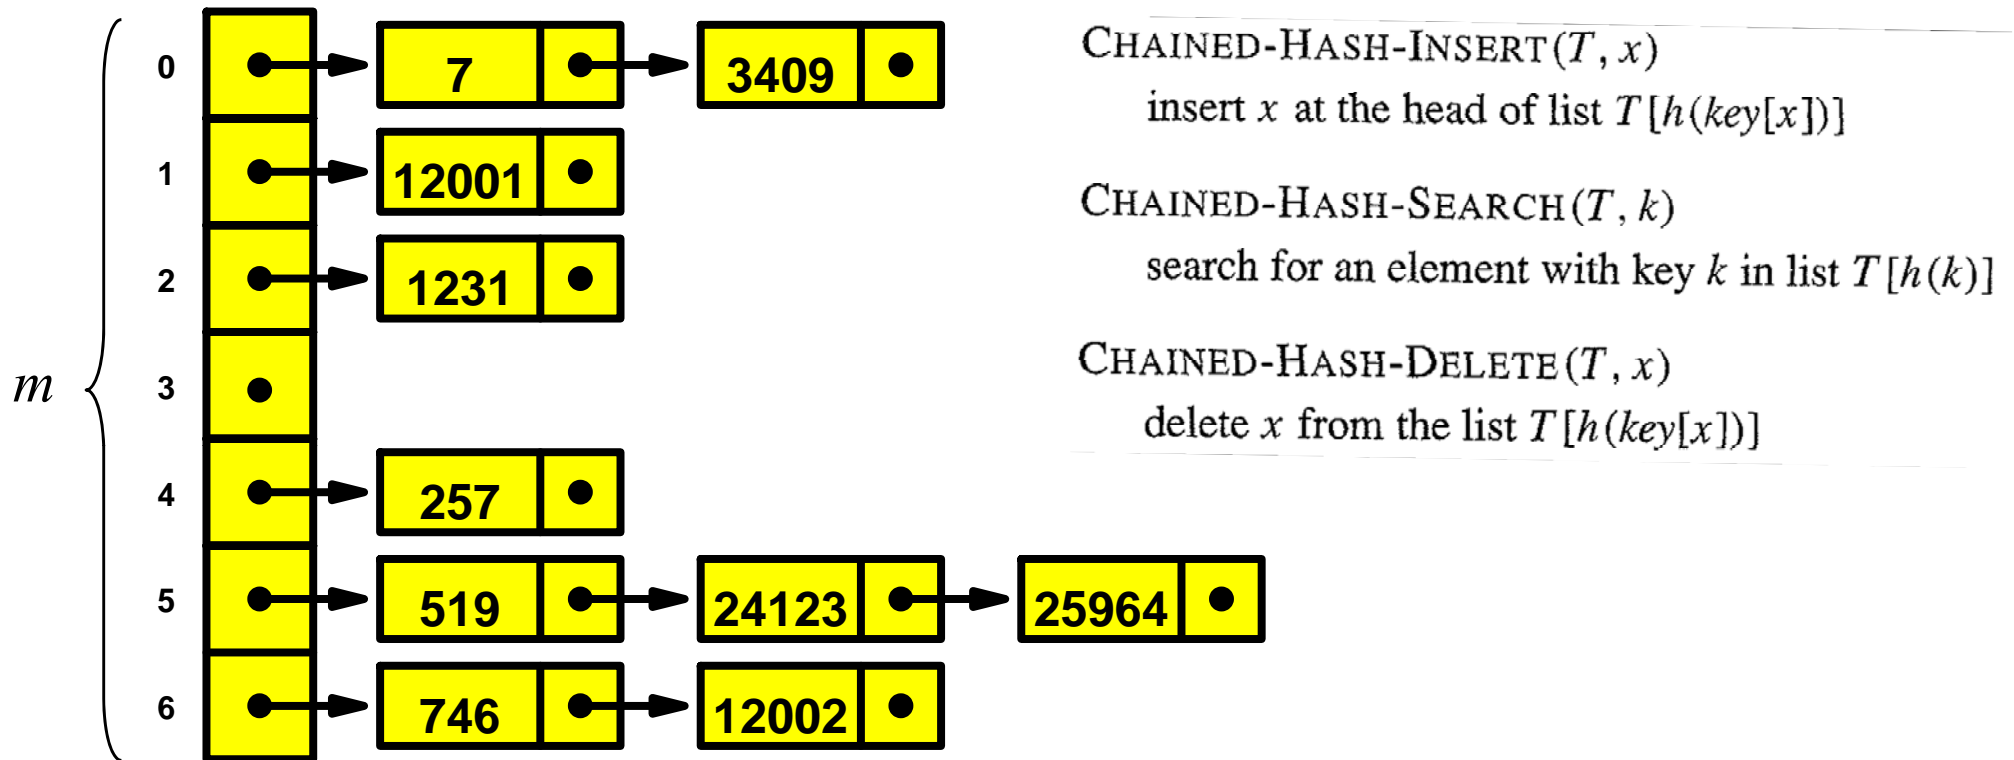 0 7 3409
1 12001
2 1231
m 3
4 257
5 519 24123 25964
6 746 12002
CHAINED-HASH-INSERT(T, x)
insert x at the head of list T[h(key[x])]
CHAINED-HASH-SEARCH(T, k)
search for an element with key k in list T[h(k)]
CHAINED-HASH-DELETE(T, x)
delete x from the list T[h(key[x])]